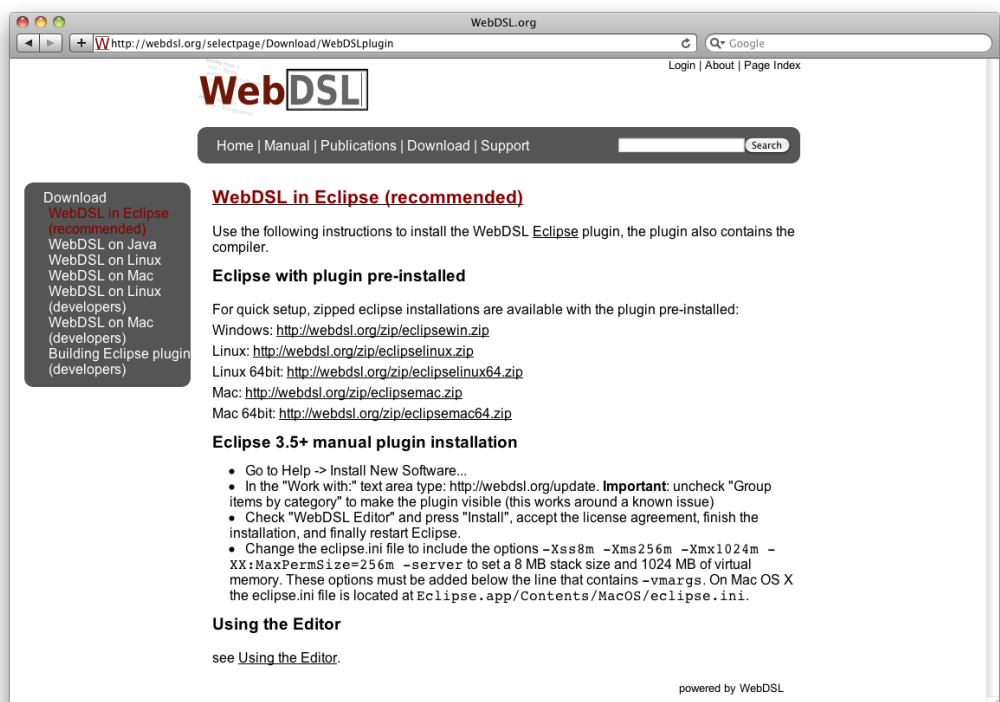 WebDSL.org
http://webdsl.org/selectpage/Download/WebDSLplugin
Google
Login | About | Page Index
WebDSL
Home | Manual | Publications | Download | Support
Search
Download
WebDSL in Eclipse
(recommended)
WebDSL on Java
WebDSL on Linux
WebDSL on Mac
WebDSL on Linux
(developers)
WebDSL on Mac
(developers)
Building Eclipse plugin
(developers)
WebDSL in Eclipse (recommended)
Use the following instructions to install the WebDSL Eclipse plugin, the plugin also contains the
compiler.
Eclipse with plugin pre-installed
For quick setup, zipped eclipse installations are available with the plugin pre-installed:
Windows: http://webdsl.org/zip/eclipsewin.zip
Linux: http://webdsl.org/zip/eclipselinux.zip
Linux 64bit: http://webdsl.org/zip/eclipselinux64.zip
Mac: http://webdsl.org/zip/eclipsemac.zip
Mac 64bit: http://webdsl.org/zip/eclipsemac64.zip
Eclipse 3.5+ manual plugin installation
• Go to Help -> Install New Software...
• In the "Work with:" text area type: http://webdsl.org/update. Important: uncheck "Group
items by category" to make the plugin visible (this works around a known issue)
• Check "WebDSL Editor" and press "Install", accept the license agreement, finish the
installation, and finally restart Eclipse.
• Change the eclipse.ini file to include the options -Xss8m -Xms256m -Xmx1024m -
XX:MaxPermSize=256m -server to set a 8 MB stack size and 1024 MB of virtual
memory. These options must be added below the line that contains -vmargs. On Mac OS X
the eclipse.ini file is located at Eclipse.app/Contents/MacOS/eclipse.ini.
Using the Editor
see Using the Editor.
powered by WebDSL